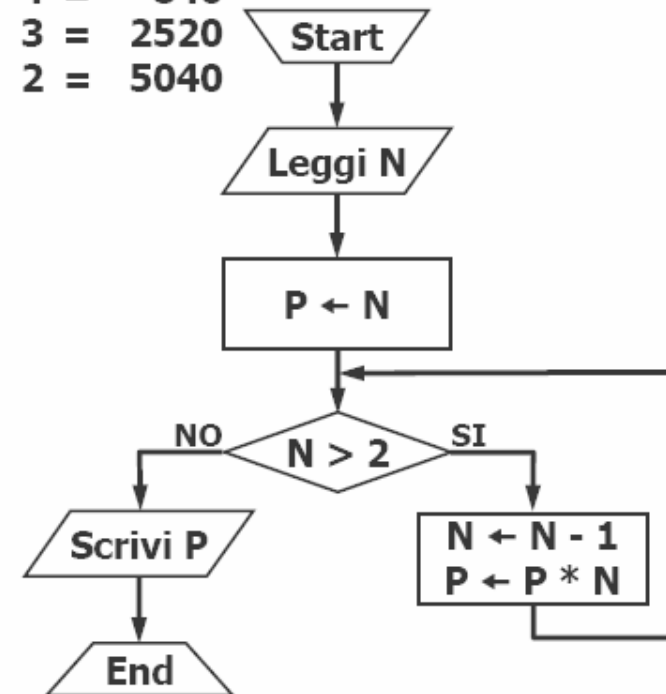 3 = 2520
2 = 5040
Start
Leggi N
P ← N
N > 2
NO
SI
Scrivi P
N ← N - 1
P ← P * N
End